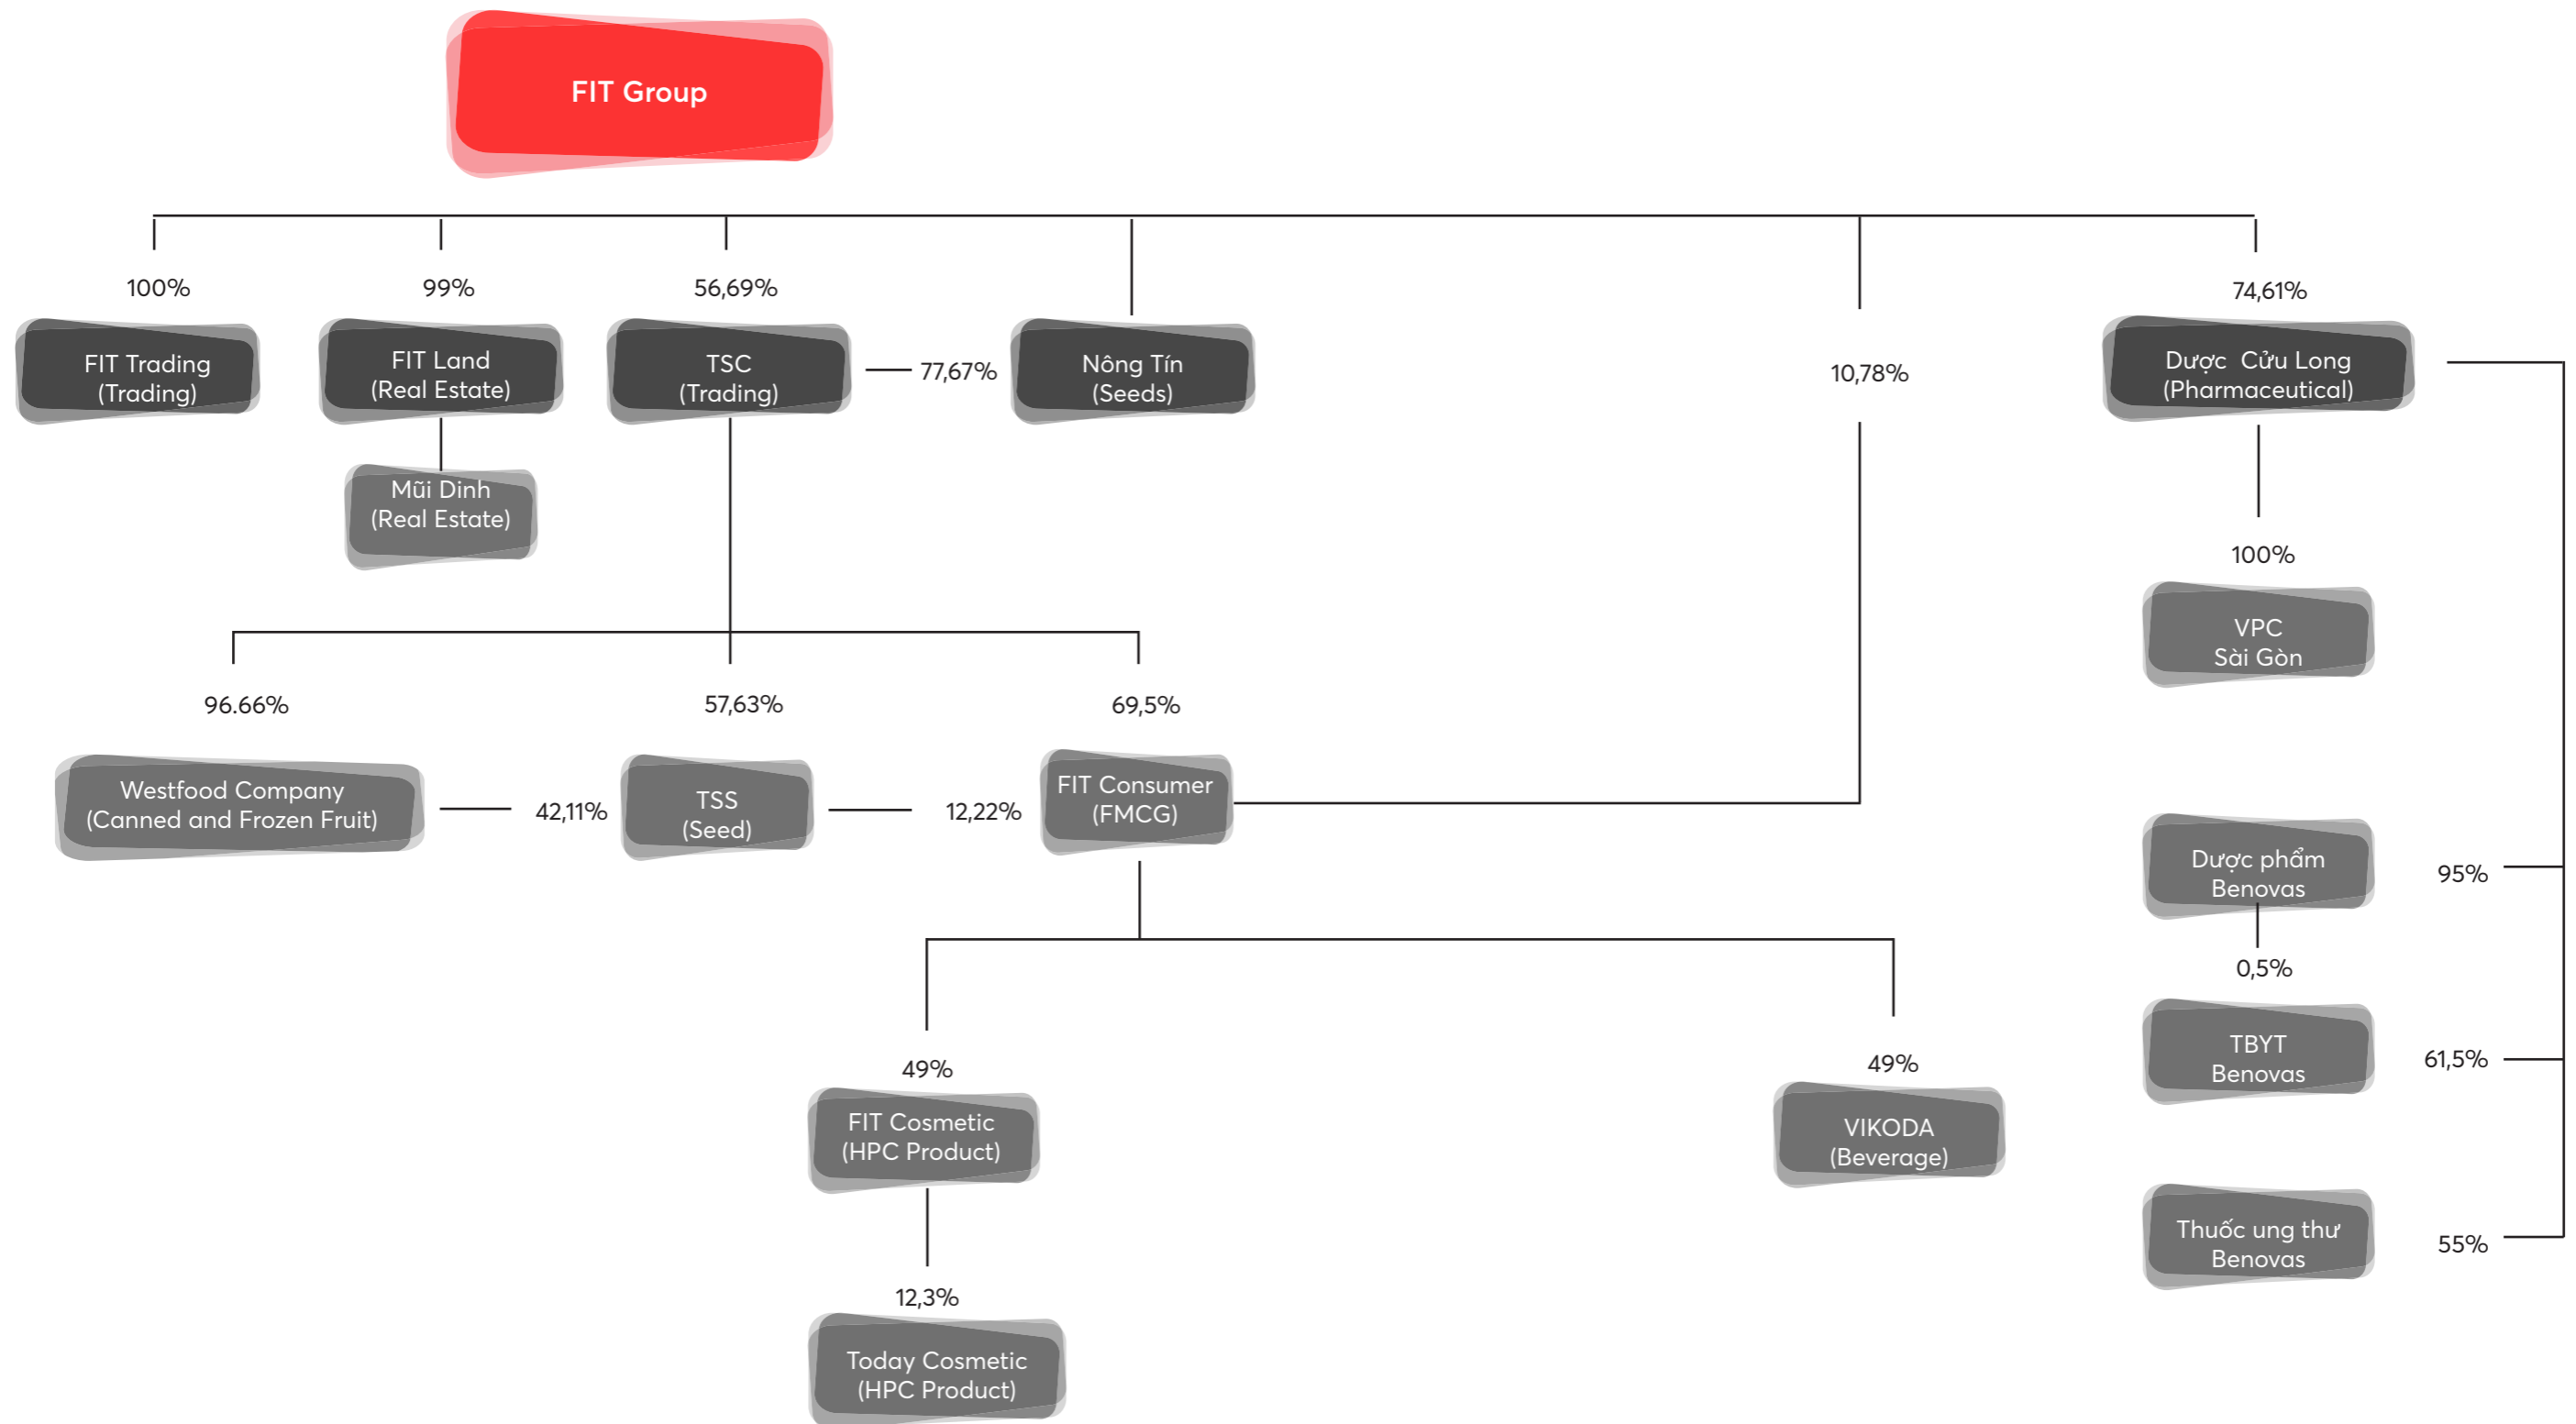 FIT Group
100%
99%
56,69%
74,61%
FIT Trading
(Trading)
FIT Land
(Real Estate)
TSC
(Trading)
77,67%
Nông Tín
(Seeds)
10,78%
Dược Cửu Long
(Pharmaceutical)
Mũi Dinh
(Real Estate)
100%
VPC
Sài Gòn
96.66%
57,63%
69,5%
Westfood Company
(Canned and Frozen Fruit)
42,11%
TSS
(Seed)
12,22%
FIT Consumer
(FMCG)
Dược phẩm
Benovas
95%
0,5%
TBYT
Benovas
61,5%
49%
49%
FIT Cosmetic
(HPC Product)
VIKODA
(Beverage)
Thuốc ung thư
Benovas
55%
12,3%
Today Cosmetic
(HPC Product)